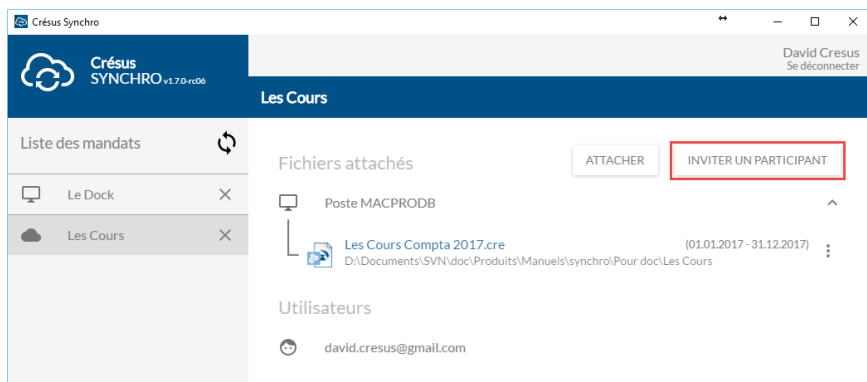 Crésus Synchro
Crésus
SYNCHRO v1.7.0-rc06
David Cresus
Se déconnecter
Les Cours
Liste des mandats
Le Dock
Les Cours
Fichiers attachés
ATTACHER
INVITER UN PARTICIPANT
Poste MACPRODB
Les Cours Compta 2017.cre
(01.01.2017 - 31.12.2017)
D:\Documents\SVN\doc\Produits\Manuels\synchro\Pour doc\Les Cours
Utilisateurs
david.cresus@gmail.com